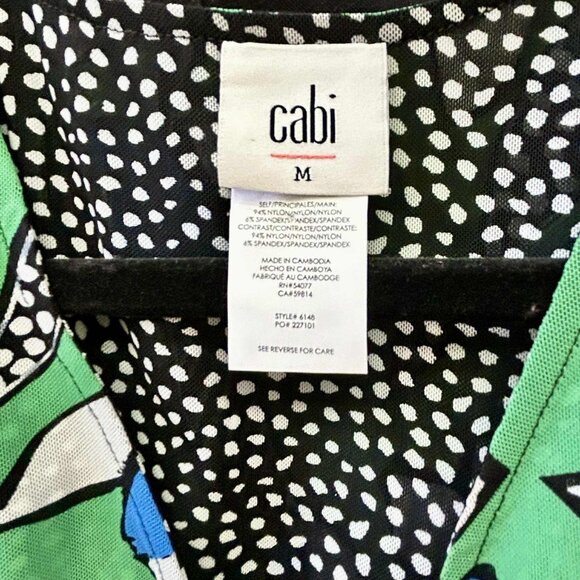 cabi
M
SELF/PRINCIPALES/MAIN:
94% NYLON/NYLON/NYLON
6% SPANDEX/SPANDEX/SPANDEX
CONTRAST/CONTRASTE/CONTRASTE:
94% NYLON/NYLON/NYLON
6% SPANDEX/SPANDEX/SPANDEX
MADE IN CAMBODIA
HECHO EN CAMBOYA
FABRIQUÉ AU CAMBODGE
RN#54077
CA#59814
STYLE# 6148
PO# 227101
SEE REVERSE FOR CARE